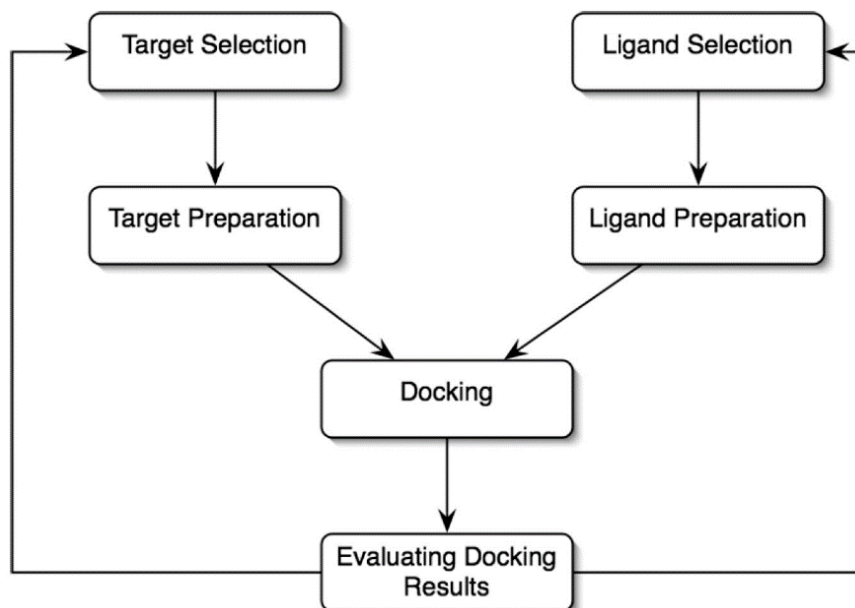 Target Selection
Ligand Selection
Target Preparation
Ligand Preparation
Docking
Evaluating Docking
Results